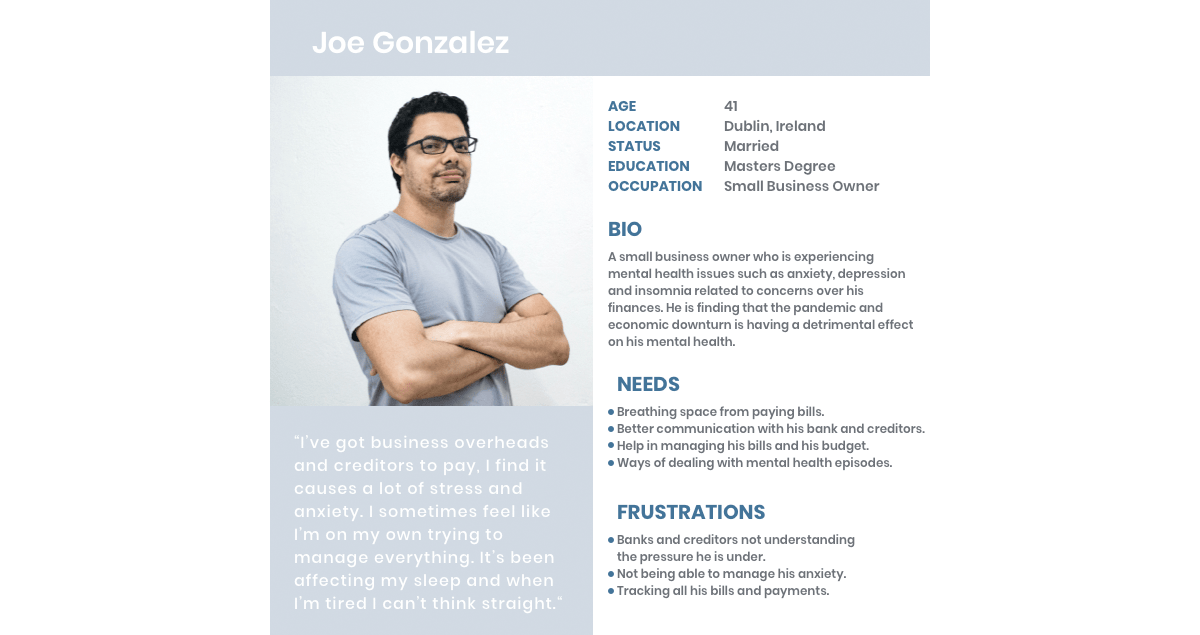 Joe Gonzalez
AGE 41
LOCATION Dublin, Ireland
STATUS Married
EDUCATION Masters Degree
OCCUPATION Small Business Owner
BIO
A small business owner who is experiencing
mental health issues such as anxiety, depression
and insomnia related to concerns over his
finances. He is finding that the pandemic and
economic downturn is having a detrimental effect
on his mental health.
NEEDS
• Breathing space from paying bills.
• Better communication with his bank and creditors.
• Help in managing his bills and his budget.
• Ways of dealing with mental health episodes.
FRUSTRATIONS
• Banks and creditors not understanding
the pressure he is under.
• Not being able to manage his anxiety.
• Tracking all his bills and payments.
“I’ve got business overheads
and creditors to pay, I find it
causes a lot of stress and
anxiety. I sometimes feel like
I’m on my own trying to
manage everything. It’s been
affecting my sleep and when
I’m tired I can’t think straight.“